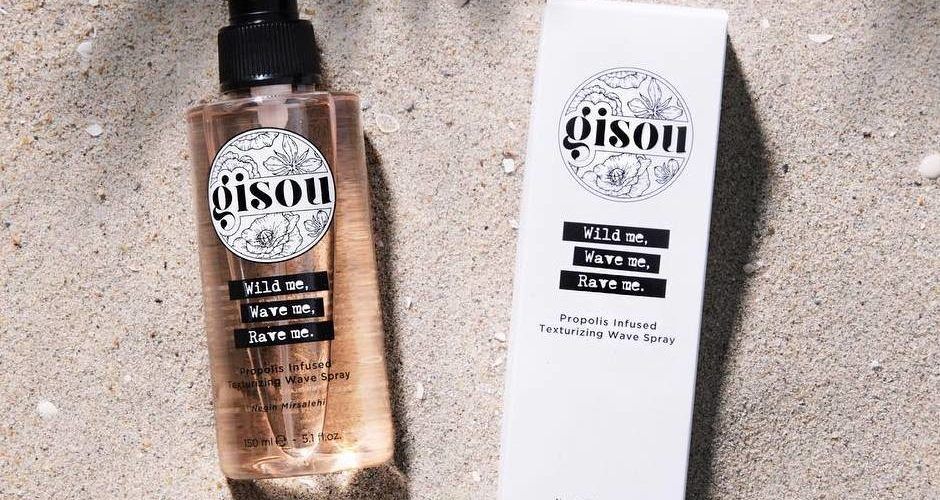 gisou
Wild me,
Wave me,
Rave me.
Propolis Infused
Texturizing Wave Spray
Negin Mirsalehi
150 ml e - 5.1 fl.oz.
gisou
Wild me,
Wave me,
Rave me.
Propolis Infused
Texturizing Wave Spray